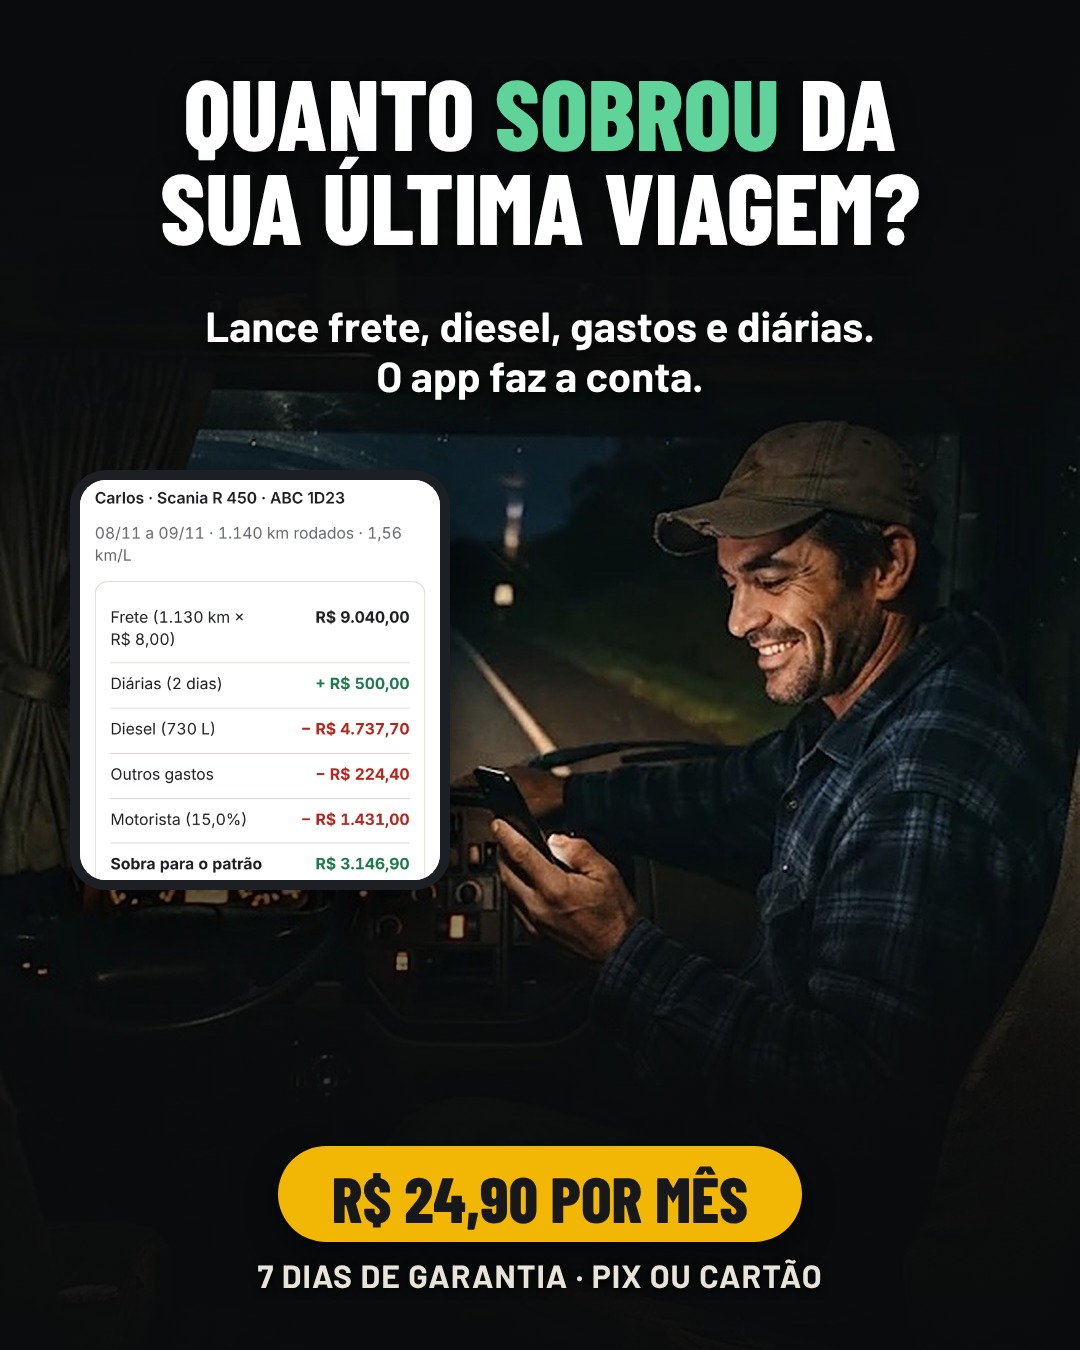 QUANTO SOBROU DA
SUA ÚLTIMA VIAGEM?
Lance frete, diesel, gastos e diárias.
O app faz a conta.
Carlos · Scania R 450 · ABC 1D23
08/11 a 09/11 · 1.140 km rodados · 1,56
km/L
Frete (1.130 km × R$ 9.040,00
R$ 8,00)
Diárias (2 dias) + R$ 500,00
Diesel (730 L) − R$ 4.737,70
Outros gastos − R$ 224,40
Motorista (15,0%) − R$ 1.431,00
Sobra para o patrão R$ 3.146,90
R$ 24,90 POR MÊS
7 DIAS DE GARANTIA · PIX OU CARTÃO